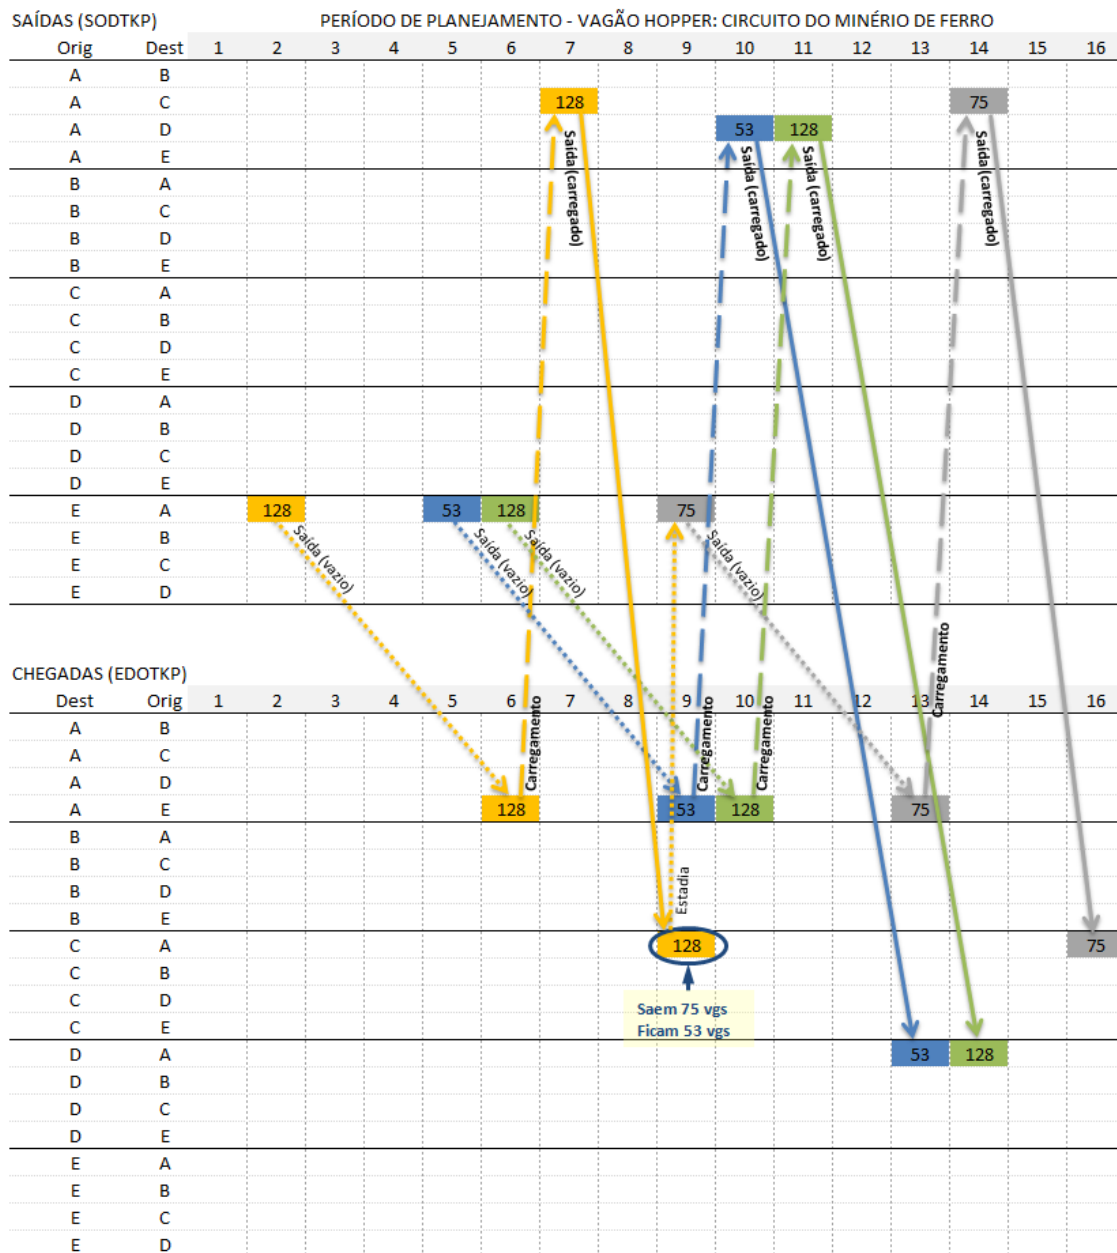 SAÍDAS (SODTKP) PERÍODO DE PLANEJAMENTO - VAGÃO HOPPER: CIRCUITO DO MINÉRIO DE FERRO
Orig Dest 1 2 3 4 5 6 7 8 9 10 11 12 13 14 15 16
A B
A C 128 75
A D 53 128
A E
B A
B C
B D
B E
Saída (carregado) Saída (carregado) Saída (carregado) Saída (carregado)
C A
C B
C D
C E
D A
D B
D C
D E
E A 128 53 128 75
E B
E C
E D
Saída (vazio) Saída (vazio) Saída (vazio) Saída (vazio)
CHEGADAS (EDOTKP)
Dest Orig 1 2 3 4 5 6 7 8 9 10 11 12 13 14 15 16
A B
A C
A D
Carregamento Carregamento Carregamento Carregamento
A E 128 53 128 75
B A
B C
B D
B E
Estadia
C A 128 75
C B
C D
Saem 75 vgs
C E
Ficam 53 vgs
D A 53 128
D B
D C
D E
E A
E B
E C
E D